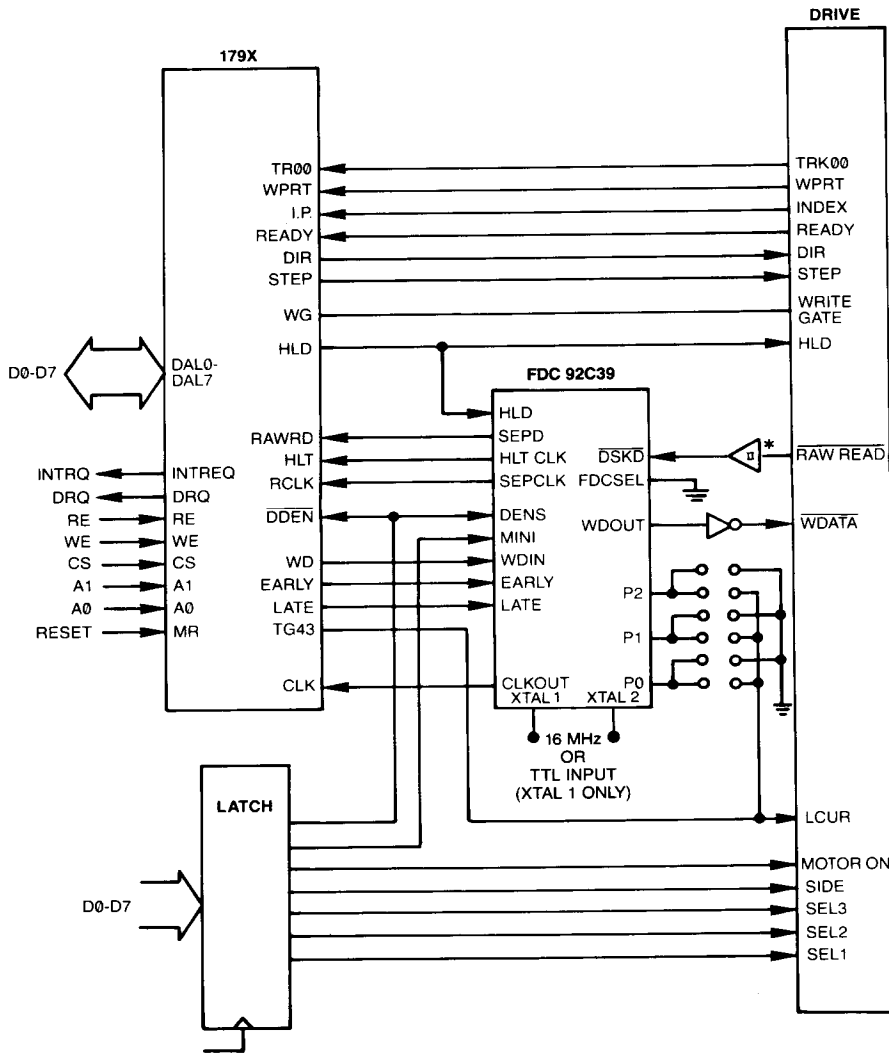 DRIVE
179X
TR00
WPRT
I.P.
READY
DIR
STEP
WG
HLD
TRK00
WPRT
INDEX
READY
DIR
STEP
WRITE
GATE
HLD
D0-D7
DAL0-
DAL7
FDC 92C39
HLD
SEPD
HLT CLK
SEPCLK
DENS
MINI
WDIN
EARLY
LATE
CLKOUT
XTAL 1
XTAL 2
DSKD
FDCSEL
WDOUT
P2
P1
P0
*
RAW READ
WDATA
RAWRD
HLT
RCLK
DDEN
WD
EARLY
LATE
TG43
CLK
INTRQ
DRQ
RE
WE
CS
A1
A0
RESET
INTREQ
DRQ
RE
WE
CS
A1
A0
MR
16 MHz
OR
TTL INPUT
(XTAL 1 ONLY)
LATCH
D0-D7
LCUR
MOTOR ON
SIDE
SEL3
SEL2
SEL1